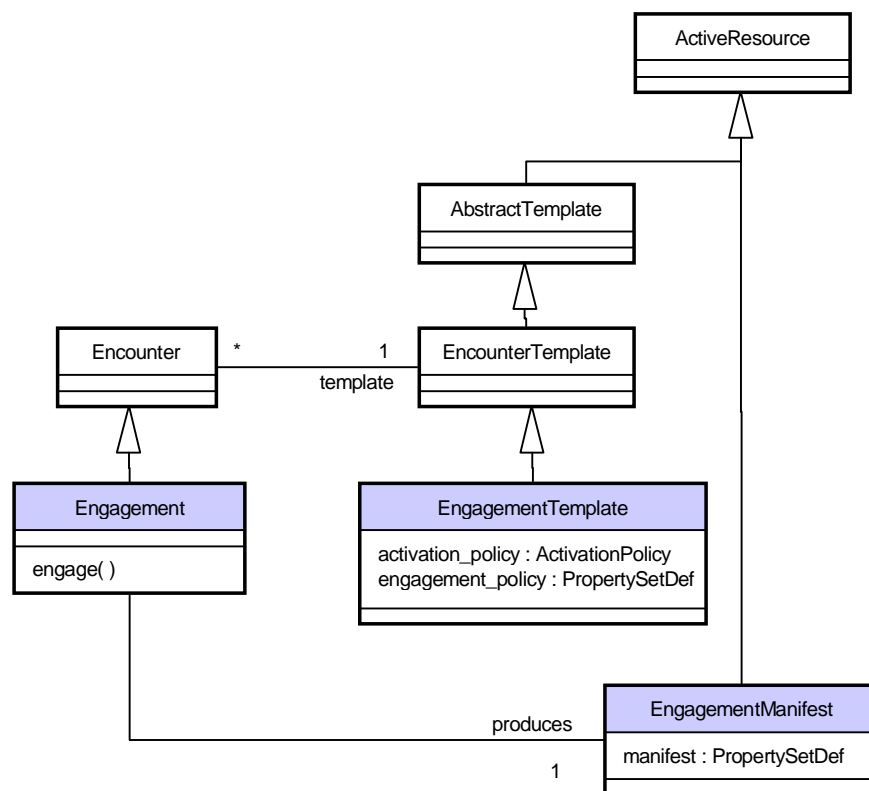 ActiveResource
AbstractTemplate
Encounter
*
1
template
EncounterTemplate
Engagement
engage( )
EngagementTemplate
activation_policy : ActivationPolicy
engagement_policy : PropertySetDef
produces
1
EngagementManifest
manifest : PropertySetDef